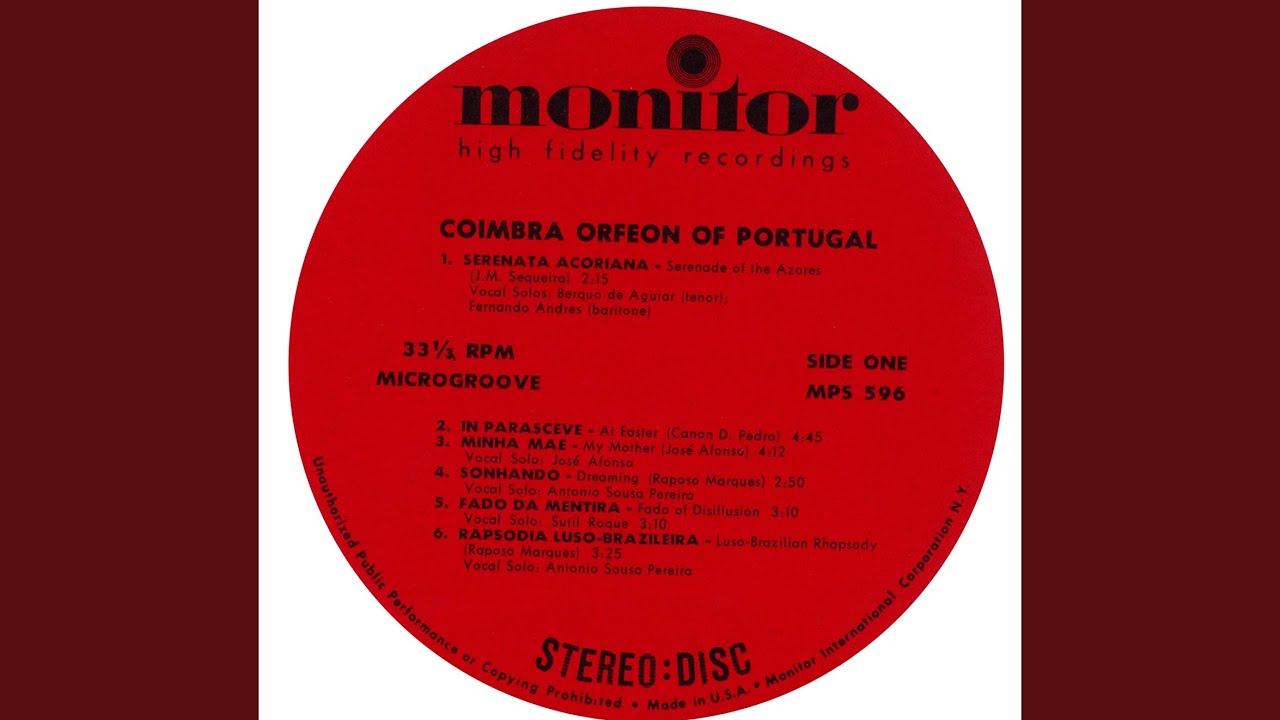 monitor
high fidelity recordings
COIMBRA ORFEON OF PORTUGAL
1. SERENATA ACORIANA - Serenade of the Azores
(J.M. Sequeira) 2:15
Vocal Solos: Berquo de Aguiar (tenor),
Fernando Andres (baritone)
33⅓ RPM
MICROGROOVE
SIDE ONE
MPS 596
2. IN PARASCEVE - At Easter (Canon D. Pedro) 4:45
3. MINHA MAE - My Mother (José Afonso) 4:12
Vocal Solo: José Afonso
4. SONHANDO - Dreaming (Raposo Marques) 2:50
Vocal Solo: Antonio Sousa Pereira
5. FADO DA MENTIRA - Fado of Disillusion 3:10
Vocal Solo: Sutil Roque 3:10
6. RAPSODIA LUSO-BRAZILEIRA - Luso-Brazilian Rhapsody
(Raposo Marques) 3:25
Vocal Solo: Antonio Sousa Pereira
STEREO:DISC
Unauthorized Public Performance or Copying Prohibited • Made in U.S.A. • Monitor International Corporation N.Y.